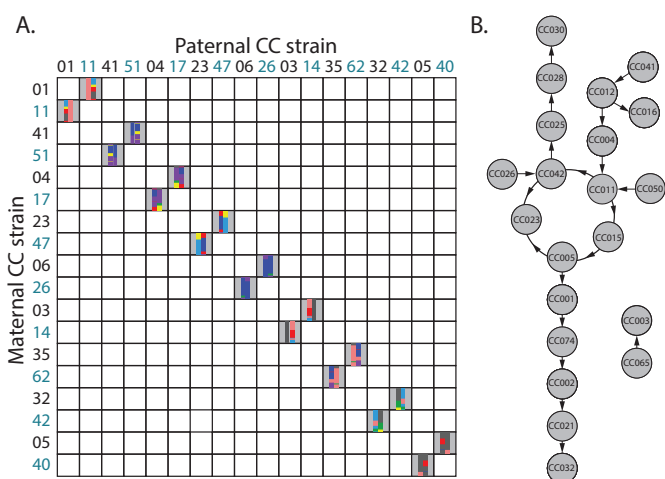 A.
Paternal CC strain
01 11 41 51 04 17 23 47 06 26 03 14 35 62 32 42 05 40
Maternal CC strain
01
11
41
51
04
17
23
47
06
26
03
14
35
62
32
42
05
40
B.
CC030
CC028
CC025
CC041
CC012
CC016
CC004
CC026
CC042
CC011
CC050
CC023
CC015
CC005
CC001
CC003
CC074
CC065
CC002
CC021
CC032